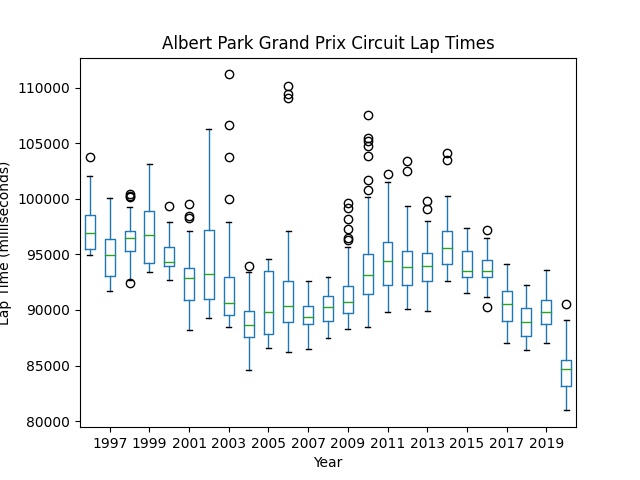 Albert Park Grand Prix Circuit Lap Times
Lap Time (milliseconds)
110000
105000
100000
95000
90000
85000
80000
1997 1999 2001 2003 2005 2007 2009 2011 2013 2015 2017 2019
Year